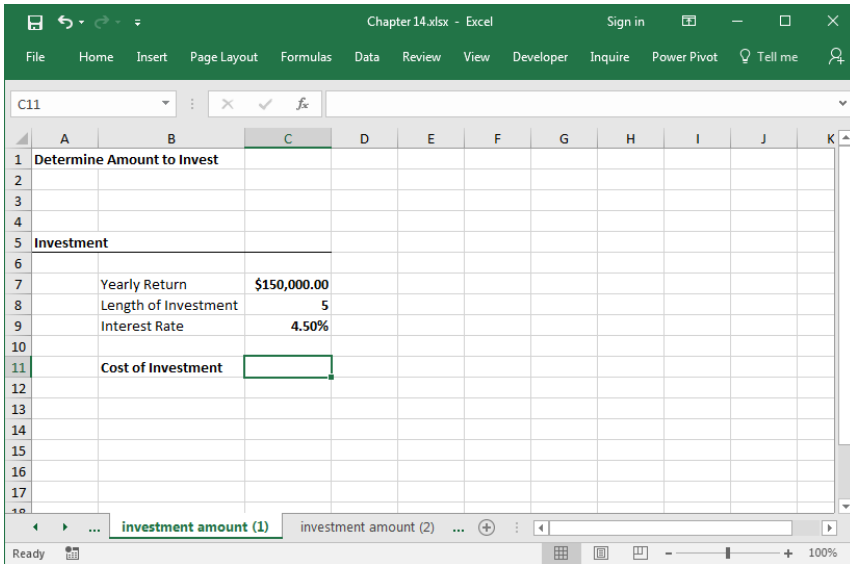 Chapter 14.xlsx - Excel Sign in
File Home Insert Page Layout Formulas Data Review View Developer Inquire Power Pivot Tell me
C11 fx
A B C D E F G H I J K
1 Determine Amount to Invest
2
3
4
5 Investment
6
7 Yearly Return $150,000.00
8 Length of Investment 5
9 Interest Rate 4.50%
10
11 Cost of Investment
12
13
14
15
16
17
18
... investment amount (1) investment amount (2) ...
Ready 100%